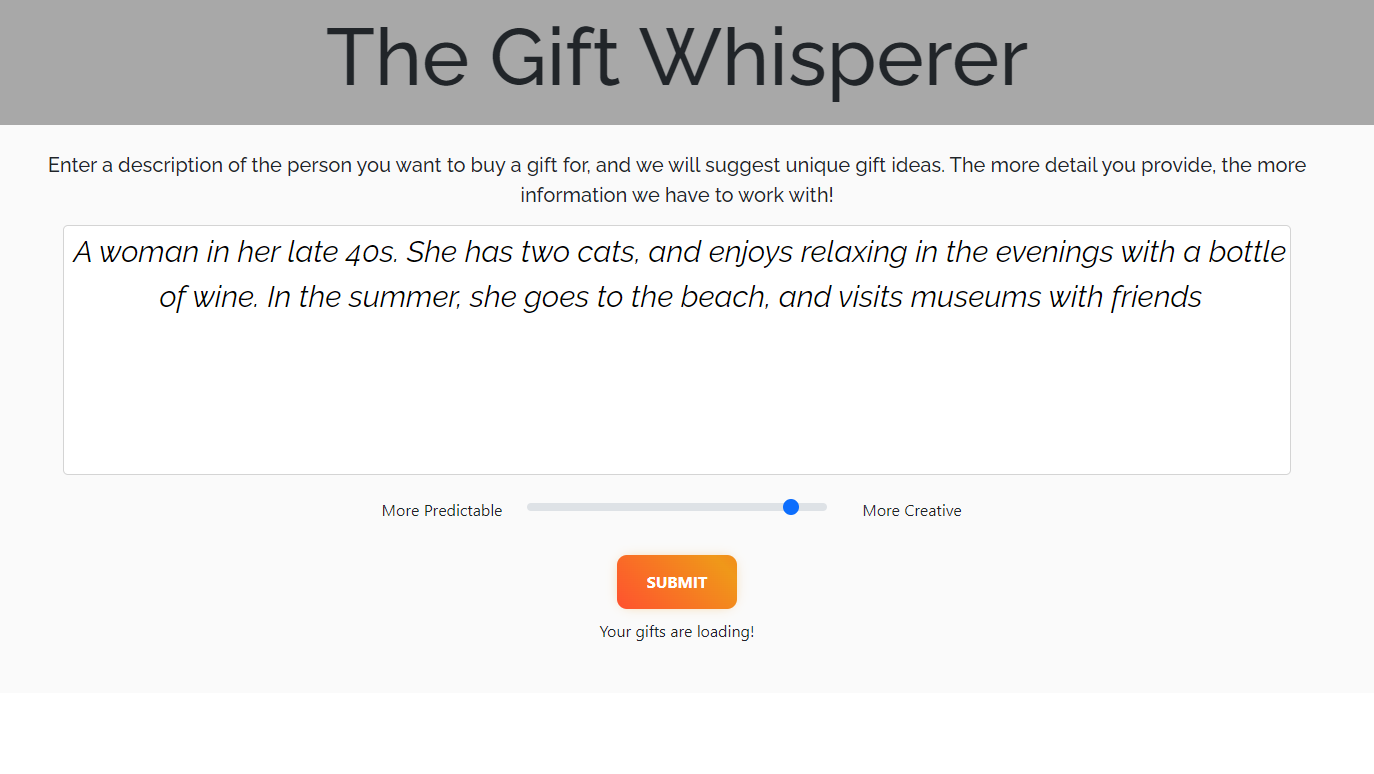 The Gift Whisperer
Enter a description of the person you want to buy a gift for, and we will suggest unique gift ideas. The more detail you provide, the more
information we have to work with!
A woman in her late 40s. She has two cats, and enjoys relaxing in the evenings with a bottle
of wine. In the summer, she goes to the beach, and visits museums with friends
More Predictable
More Creative
SUBMIT
Your gifts are loading!